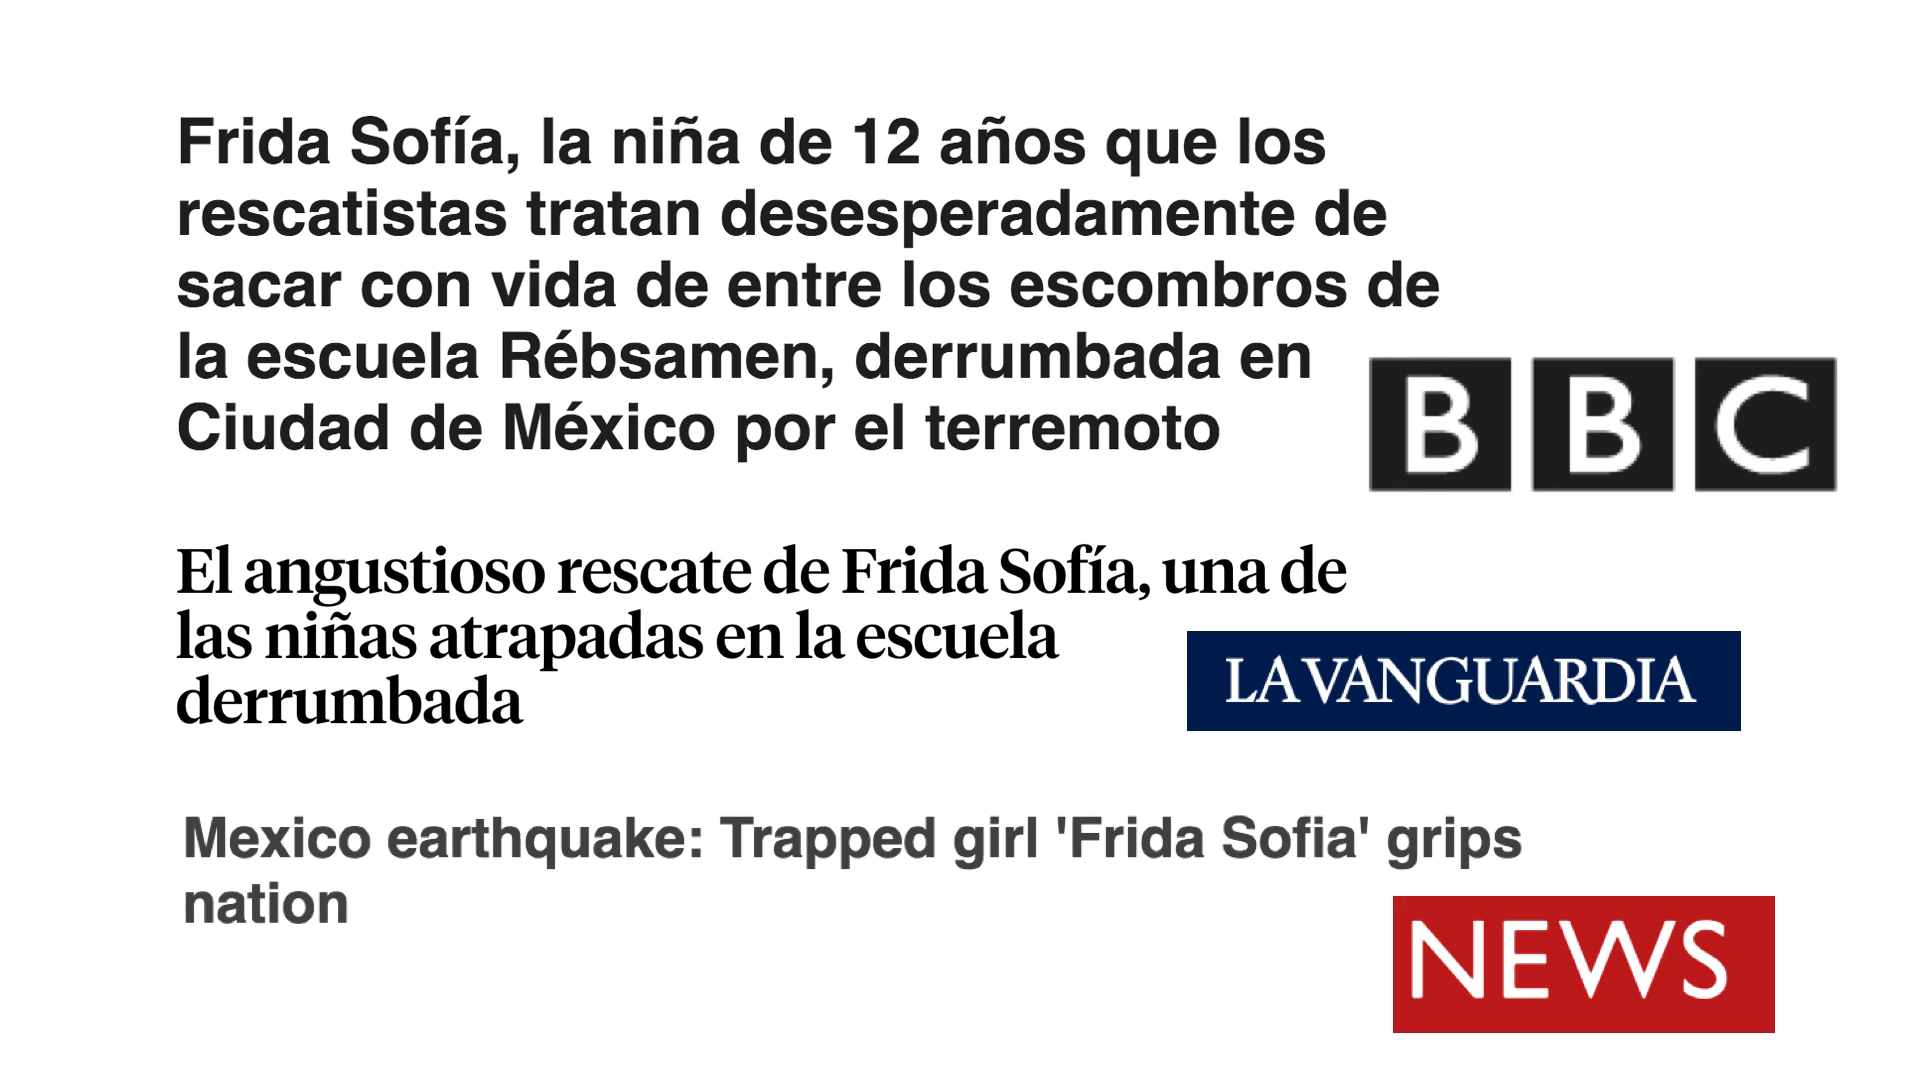 Frida Sofía, la niña de 12 años que los
rescatistas tratan desesperadamente de
sacar con vida de entre los escombros de
la escuela Rébsamen, derrumbada en
Ciudad de México por el terremoto
BBC
El angustioso rescate de Frida Sofía, una de
las niñas atrapadas en la escuela
derrumbada
LA VANGUARDIA
Mexico earthquake: Trapped girl 'Frida Sofia' grips
nation
NEWS